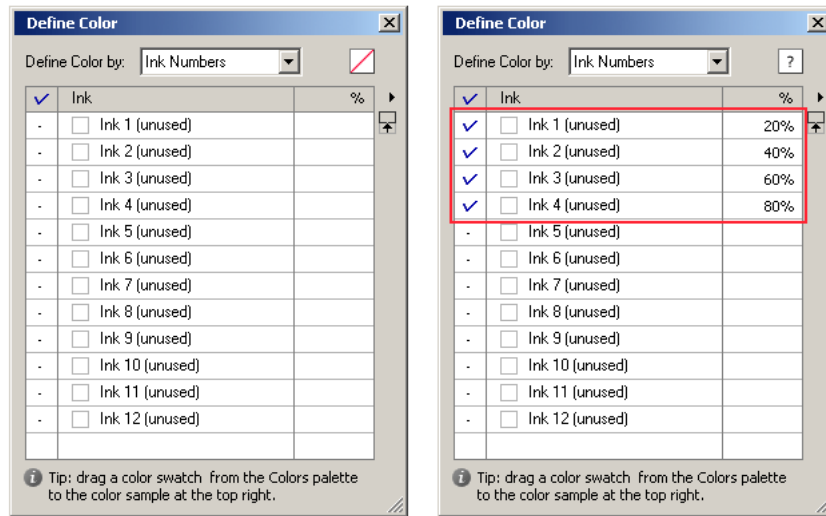 Define Color
Define Color by: Ink Numbers
Ink %
- Ink 1 (unused)
- Ink 2 (unused)
- Ink 3 (unused)
- Ink 4 (unused)
- Ink 5 (unused)
- Ink 6 (unused)
- Ink 7 (unused)
- Ink 8 (unused)
- Ink 9 (unused)
- Ink 10 (unused)
- Ink 11 (unused)
- Ink 12 (unused)
Tip: drag a color swatch from the Colors palette
to the color sample at the top right.
Define Color
Define Color by: Ink Numbers ?
Ink %
Ink 1 (unused) 20%
Ink 2 (unused) 40%
Ink 3 (unused) 60%
Ink 4 (unused) 80%
- Ink 5 (unused)
- Ink 6 (unused)
- Ink 7 (unused)
- Ink 8 (unused)
- Ink 9 (unused)
- Ink 10 (unused)
- Ink 11 (unused)
- Ink 12 (unused)
Tip: drag a color swatch from the Colors palette
to the color sample at the top right.